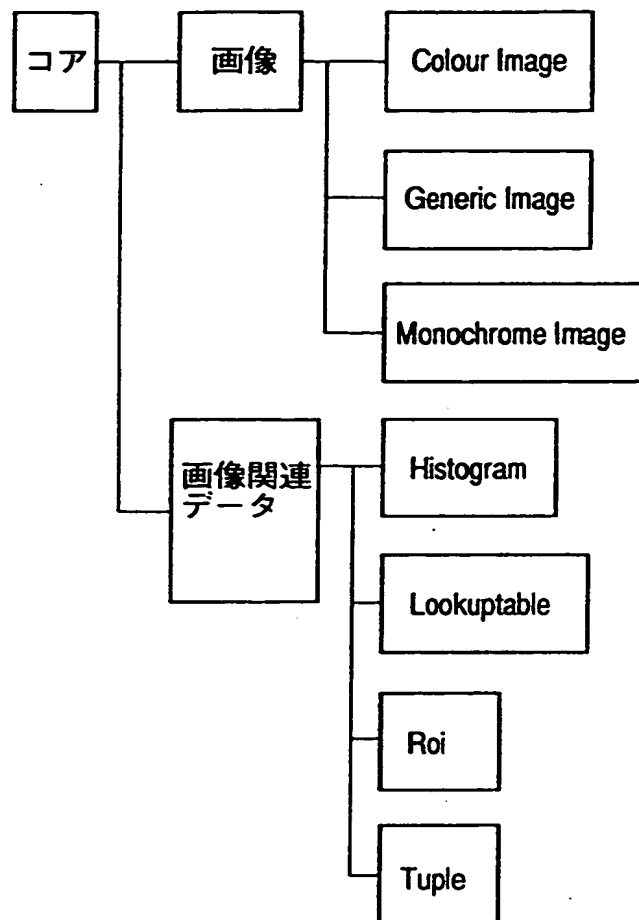 コア
画像
Colour Image
Generic Image
Monochrome Image
画像関連
データ
Histogram
Lookuptable
Roi
Tuple